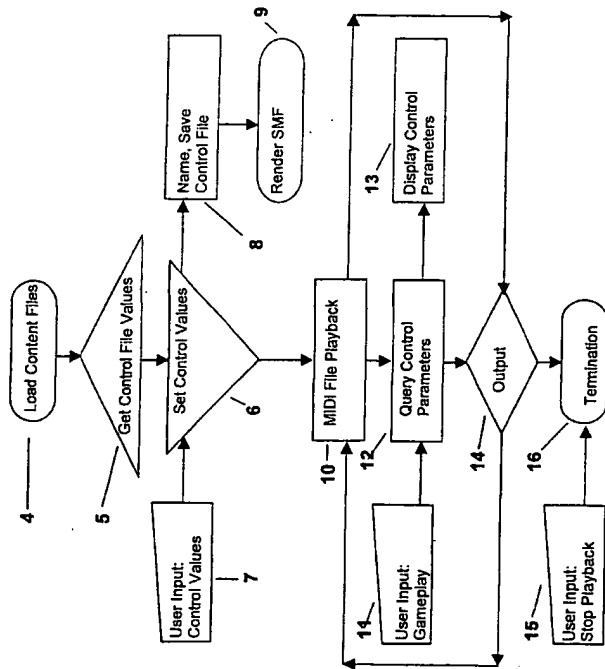 4
Load Content Files
5
Get Control File Values
User Input:
Control Values
7
Set Control Values
6
Name, Save
Control File
8
Render SMF
9
MIDI File Playback
10
User Input:
Gameplay
11
Query Control
Parameters
12
Display Control
Parameters
13
Output
14
User Input:
Stop Playback
15
Termination
16